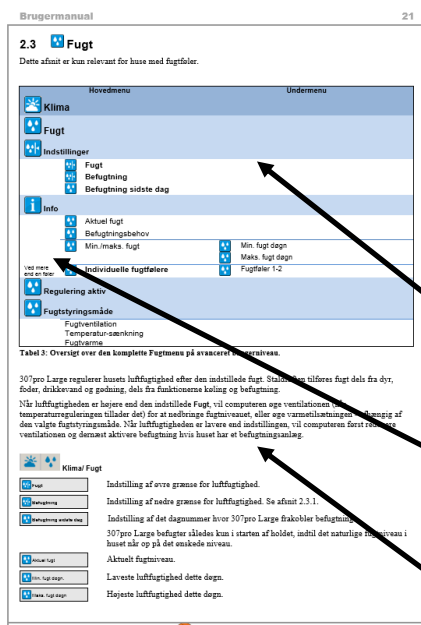 Brugermanual 21
2.3 Fugt
Dette afsnit er kun relevant for huse med fugtføler.
Hovedmenu Undermenu
Klima
Fugt
Indstillinger
Fugt
Befugtning
Befugtning sidste dag
Info
Aktuel fugt
Befugtningsbehov
Min./maks. fugt Min. fugt døgn
Maks. fugt døgn
Ved mere
end en føler Individuelle fugtfølere Fugtføler 1-2
Regulering aktiv
Fugtstyringsmåde
Fugtventilation
Temperatur-sænkning
Fugtvarme
Tabel 3: Oversigt over den komplette Fugtmenu på avanceret brugerniveau.
307pro Large regulerer husets luftfugtighed efter den indstillede fugt. Staldluften tilføres fugt dels fra dyr,
foder, drikkevand og gødning, dels fra funktionerne køling og befugtning.
Når luftfugtigheden er højere end den indstillede Fugt, vil computeren øge ventilationen
temperaturreguleringen tillader det) for at nedbringe fugtniveauet, eller øge varmetilsætningen afhængig af
den valgte fugtstyringsmåde. Når luftfugtigheden er lavere end indstillingen, vil computeren først reducere
ventilationen og dernæst aktivere befugtning hvis huset har et befugtningsanlæg.
Klima/ Fugt
Fugt Indstilling af øvre grænse for luftfugtighed.
Befugtning Indstilling af nedre grænse for luftfugtighed. Se afsnit 2.3.1.
Befugtning sidste dag Indstilling af det dagnummer hvor 307pro Large frakobler befugtning
307pro Large befugter således kun i starten af holdet, indtil det naturlige fugtniveau i
huset når op på det ønskede niveau.
Aktuel fugt Aktuelt fugtniveau.
Min. fugt døgn. Laveste luftfugtighed dette døgn.
Maks. fugt døgn Højeste luftfugtighed dette døgn.